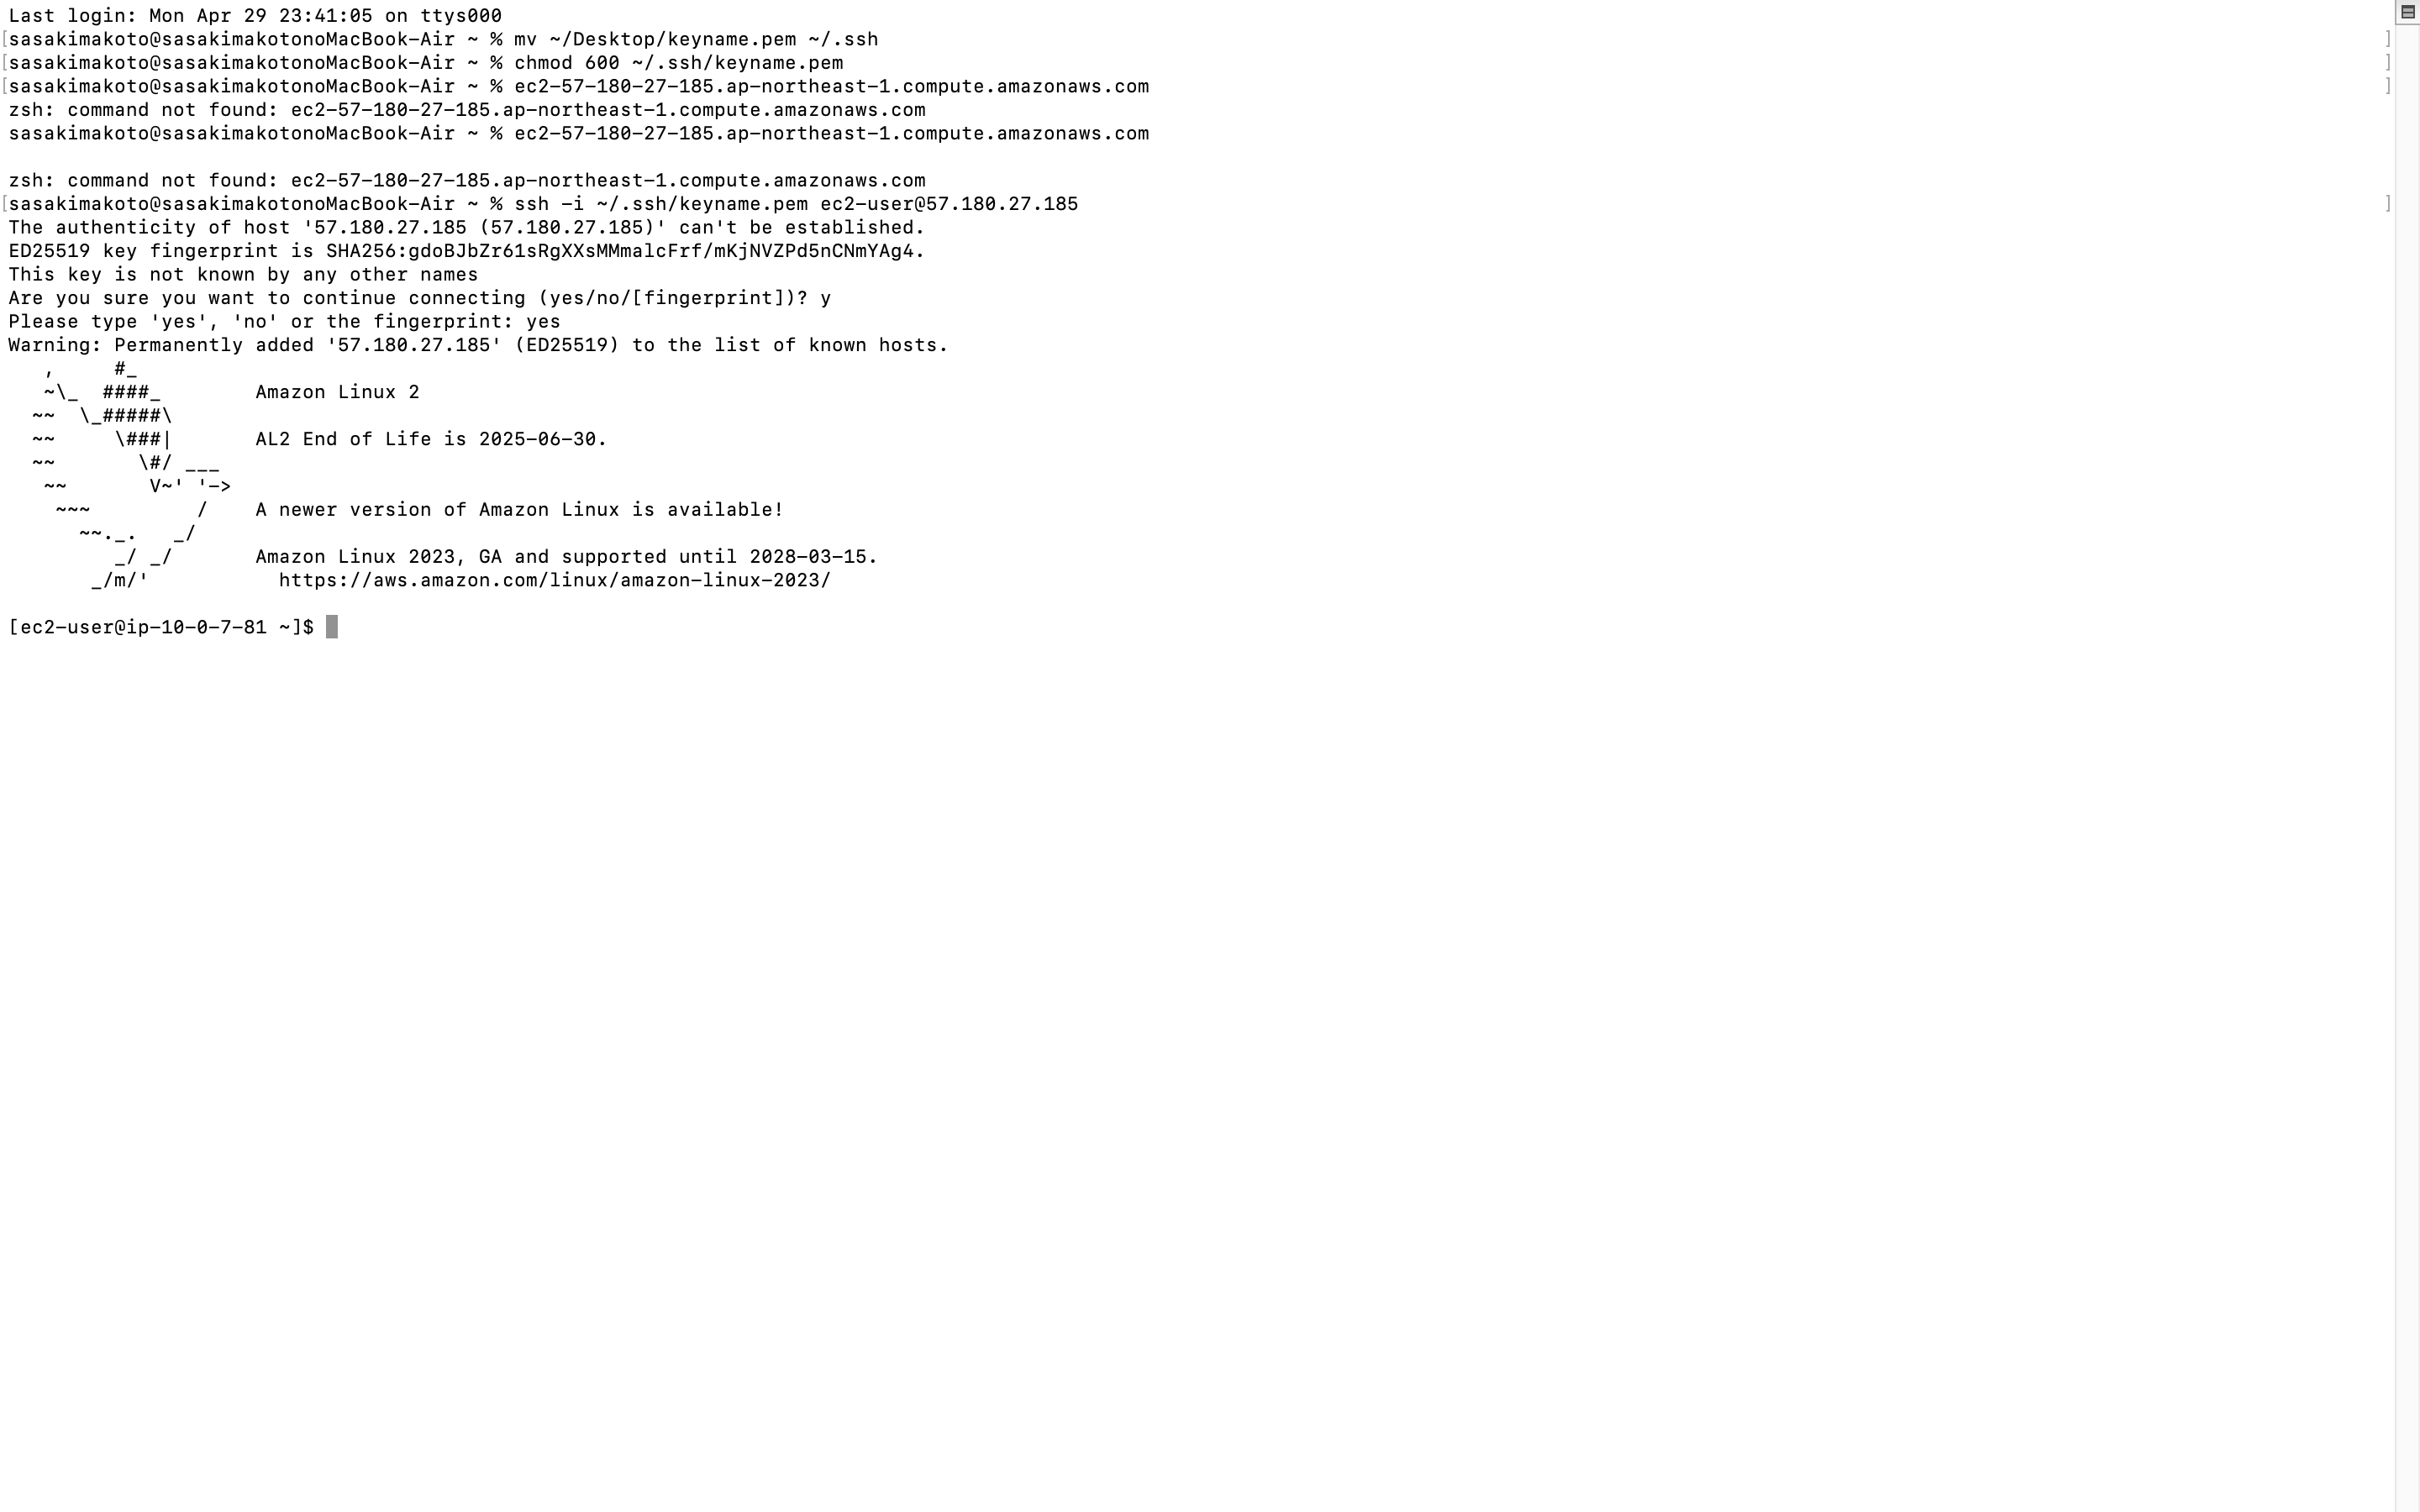 Last login: Mon Apr 29 23:41:05 on ttys000
[sasakimakoto@sasakimakotonoMacBook-Air ~ % mv ~/Desktop/keyname.pem ~/.ssh ]
[sasakimakoto@sasakimakotonoMacBook-Air ~ % chmod 600 ~/.ssh/keyname.pem ]
[sasakimakoto@sasakimakotonoMacBook-Air ~ % ec2-57-180-27-185.ap-northeast-1.compute.amazonaws.com ]
zsh: command not found: ec2-57-180-27-185.ap-northeast-1.compute.amazonaws.com
sasakimakoto@sasakimakotonoMacBook-Air ~ % ec2-57-180-27-185.ap-northeast-1.compute.amazonaws.com

zsh: command not found: ec2-57-180-27-185.ap-northeast-1.compute.amazonaws.com
[sasakimakoto@sasakimakotonoMacBook-Air ~ % ssh -i ~/.ssh/keyname.pem ec2-user@57.180.27.185 ]
The authenticity of host '57.180.27.185 (57.180.27.185)' can't be established.
ED25519 key fingerprint is SHA256:gdoBJbZr61sRgXXsMMmalcFrf/mKjNVZPd5nCNmYAg4.
This key is not known by any other names
Are you sure you want to continue connecting (yes/no/[fingerprint])? y
Please type 'yes', 'no' or the fingerprint: yes
Warning: Permanently added '57.180.27.185' (ED25519) to the list of known hosts.
   ,     #_
   ~\_  ####_        Amazon Linux 2
  ~~  \_#####\
  ~~     \###|       AL2 End of Life is 2025-06-30.
  ~~       \#/ ___
   ~~       V~' '->
    ~~~         /    A newer version of Amazon Linux is available!
      ~~._.   _/
         _/ _/       Amazon Linux 2023, GA and supported until 2028-03-15.
       _/m/'           https://aws.amazon.com/linux/amazon-linux-2023/

[ec2-user@ip-10-0-7-81 ~]$